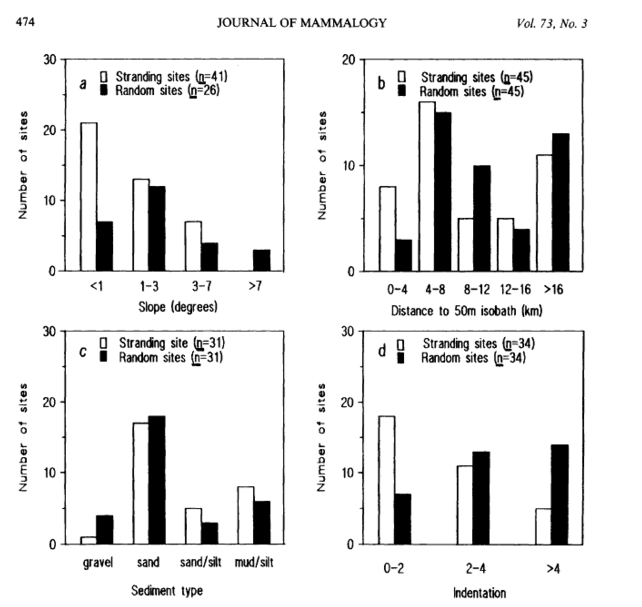 474 JOURNAL OF MAMMALOGY Vol. 73, No. 3
a
Stranding sites (n=41)
Random sites (n=26)
30
20
10
0
Number of sites
<1 1-3 3-7 >7
Slope (degrees)
b
Stranding sites (n=45)
Random sites (n=45)
20
10
0
Number of sites
0-4 4-8 8-12 12-16 >16
Distance to 50m isobath (km)
c
Stranding site (n=31)
Random sites (n=31)
30
20
10
0
Number of sites
gravel sand sand/silt mud/silt
Sediment type
d
Stranding sites (n=34)
Random sites (n=34)
30
20
10
0
Number of sites
0-2 2-4 >4
Indentation